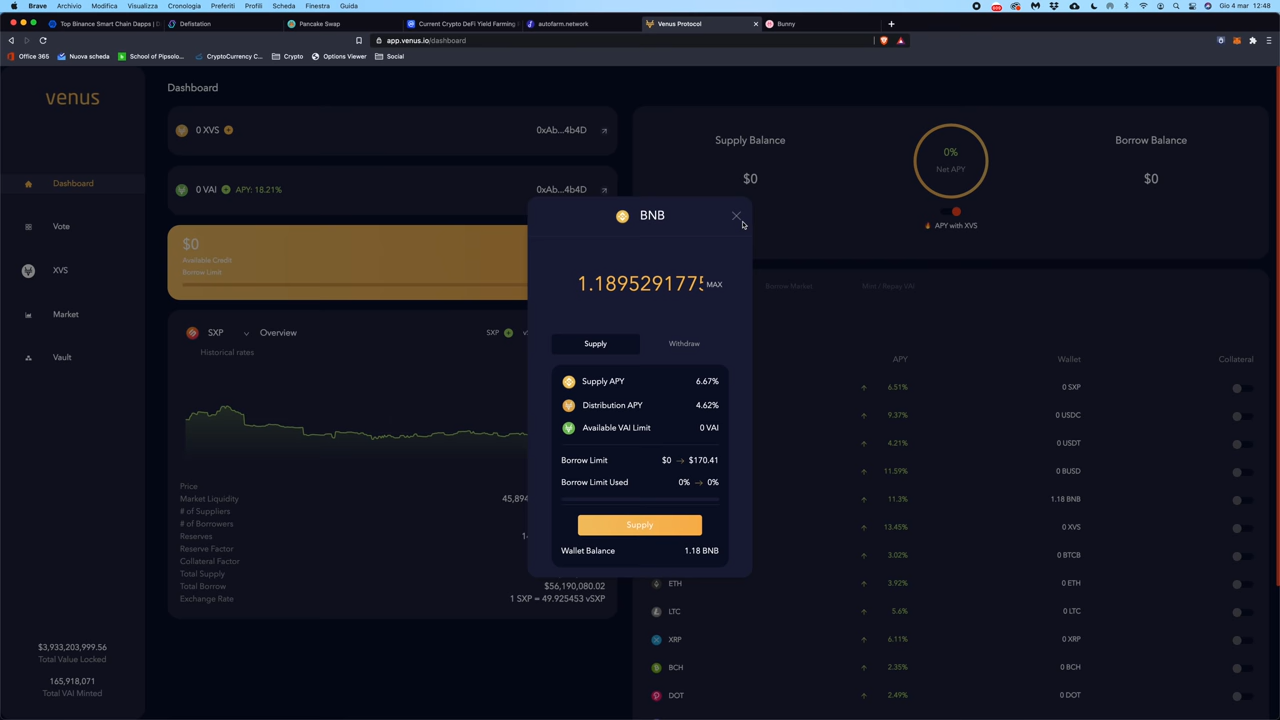 Brave Archivio Modifica Visualizza Cronologia Preferiti Profili Scheda Finestra Guida Gio 4 mar 12:48
Top Binance Smart Chain Dapps | D Defistation Pancake Swap Current Crypto DeFi Yield Farming autofarm.network Venus Protocol Bunny
app.venus.io/dashboard
Office 365 Nuova scheda School of Pipsolo... CryptoCurrency C... Crypto Options Viewer Social
venus
Dashboard
Vote
XVS
Market
Vault
$3,933,203,999.56
Total Value Locked
165,918,071
Total VAI Minted
Dashboard
0 XVS 0xAb...4b4D
0 VAI APY: 18.21% 0xAb...4b4D
$0
Available Credit
Borrow Limit
SXP Overview SXP
Historical rates
Price
Market Liquidity 45,894
# of Suppliers
# of Borrowers
Reserves
Reserve Factor
Collateral Factor
Total Supply
Total Borrow $56,190,080.02
Exchange Rate 1 SXP = 49.925453 vSXP
BNB
1.1895291775 MAX
Supply Withdraw
Supply APY 6.67%
Distribution APY 4.62%
Available VAI Limit 0 VAI
Borrow Limit $0 → $170.41
Borrow Limit Used 0% → 0%
Supply
Wallet Balance 1.18 BNB
Supply Balance
$0
0%
Net APY
APY with XVS
Borrow Balance
$0
Borrow Market Mint / Repay VAI
APY Wallet Collateral
6.51% 0 SXP
9.37% 0 USDC
4.21% 0 USDT
11.59% 0 BUSD
11.3% 1.18 BNB
13.45% 0 XVS
3.02% 0 BTCB
ETH 3.92% 0 ETH
LTC 5.6% 0 LTC
XRP 6.11% 0 XRP
BCH 2.35% 0 BCH
DOT 2.49% 0 DOT